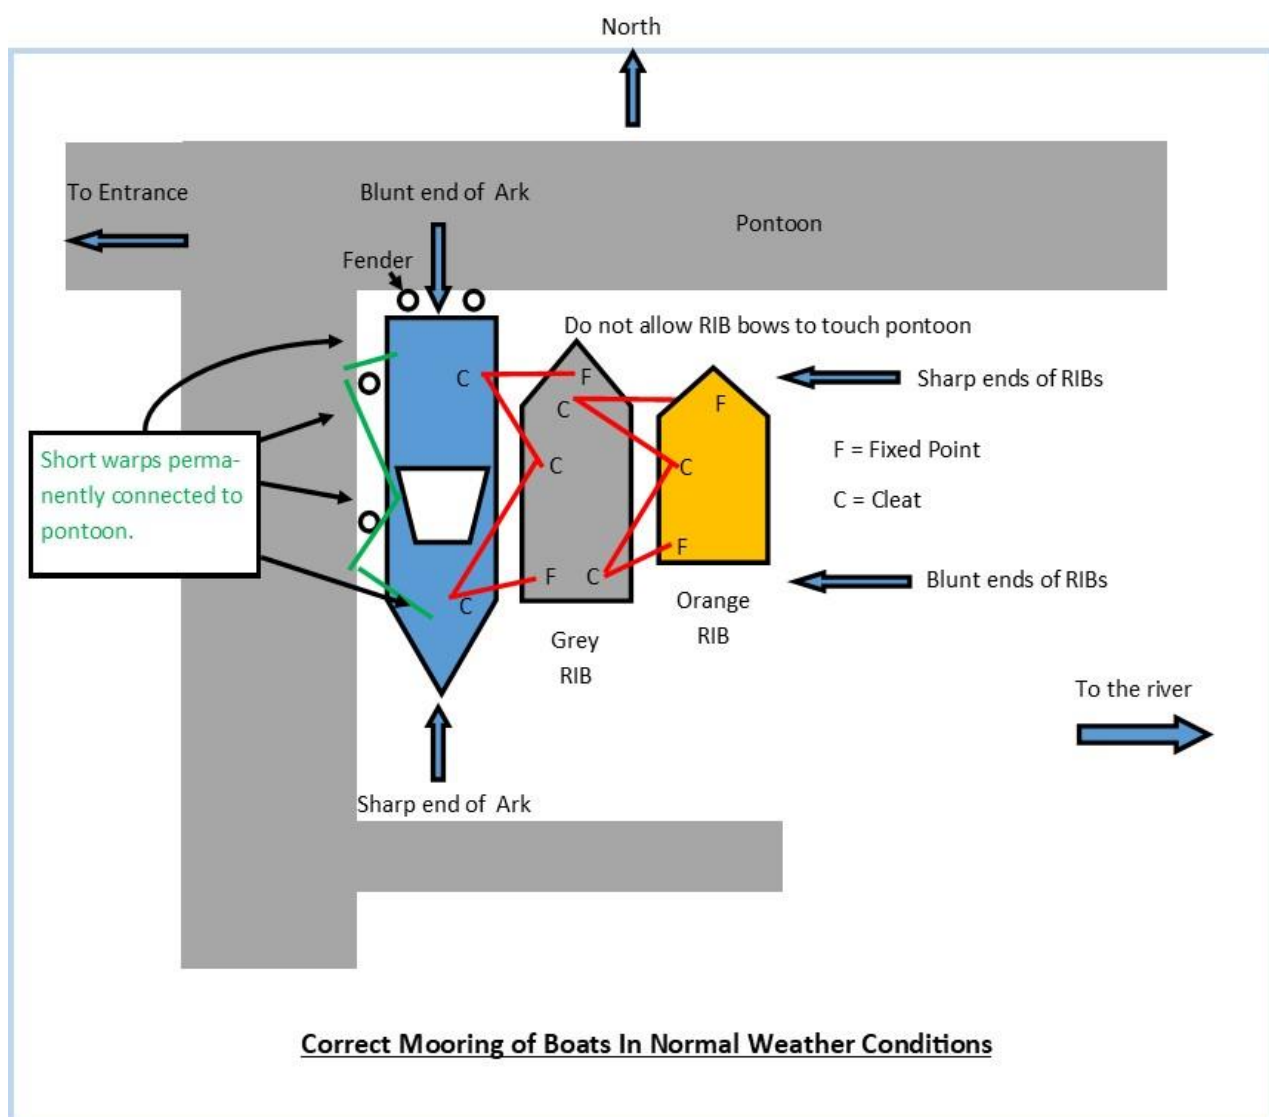 North
To Entrance
Blunt end of Ark
Pontoon
Fender
Do not allow RIB bows to touch pontoon
C
F
Sharp ends of RIBs
C
F
Short warps perma-
nently connected to
pontoon.
F = Fixed Point
C
C
C = Cleat
F
F
C
Blunt ends of RIBs
C
Orange
RIB
Grey
RIB
To the river
Sharp end of Ark
Correct Mooring of Boats In Normal Weather Conditions